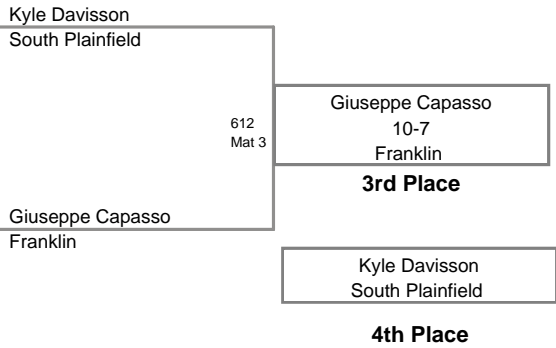 Kyle Davisson
South Plainfield
612
Mat 3
Giuseppe Capasso
10-7
Franklin
3rd Place
Giuseppe Capasso
Franklin
Kyle Davisson
South Plainfield
4th Place